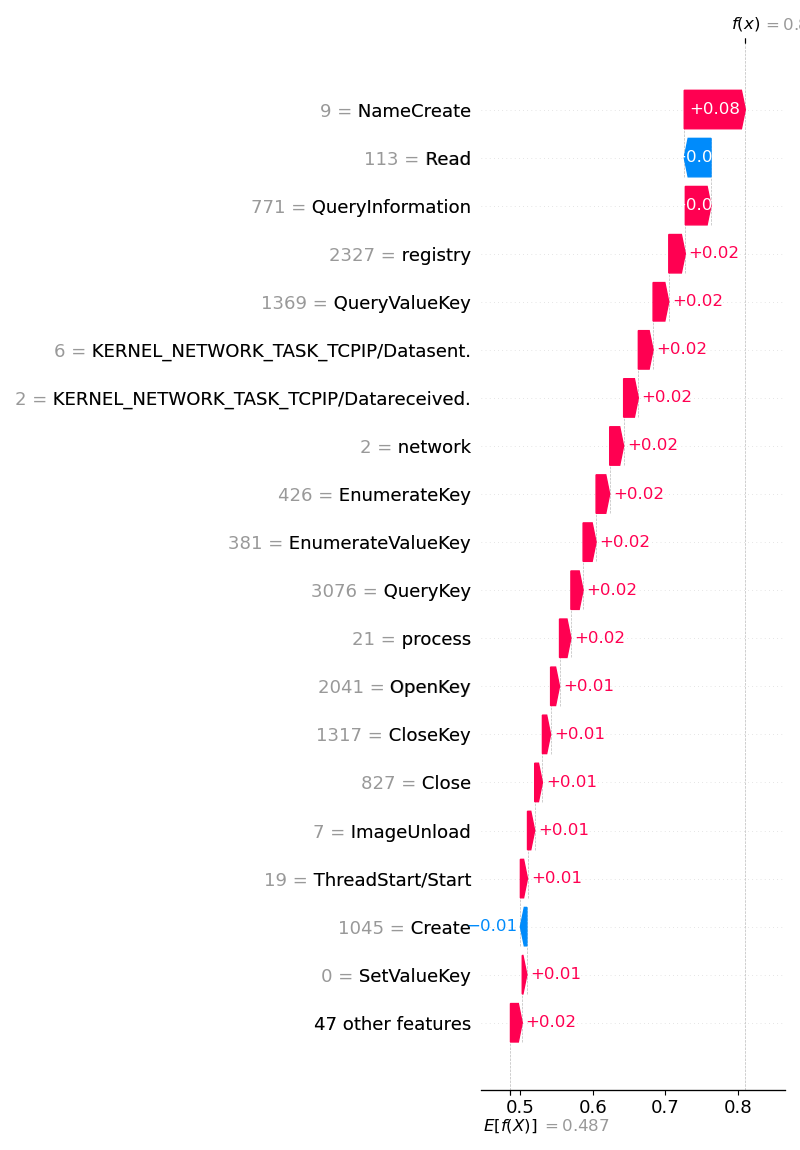 f(x) = 0.8
9 = NameCreate +0.08
113 = Read 0.0
771 = QueryInformation 0.0
2327 = registry +0.02
1369 = QueryValueKey +0.02
6 = KERNEL_NETWORK_TASK_TCPIP/Datasent. +0.02
2 = KERNEL_NETWORK_TASK_TCPIP/Datareceived. +0.02
2 = network +0.02
426 = EnumerateKey +0.02
381 = EnumerateValueKey +0.02
3076 = QueryKey +0.02
21 = process +0.02
2041 = OpenKey +0.01
1317 = CloseKey +0.01
827 = Close +0.01
7 = ImageUnload +0.01
19 = ThreadStart/Start +0.01
1045 = Create −0.01
0 = SetValueKey +0.01
47 other features +0.02
0.5 0.6 0.7 0.8
E[f(X)] = 0.487